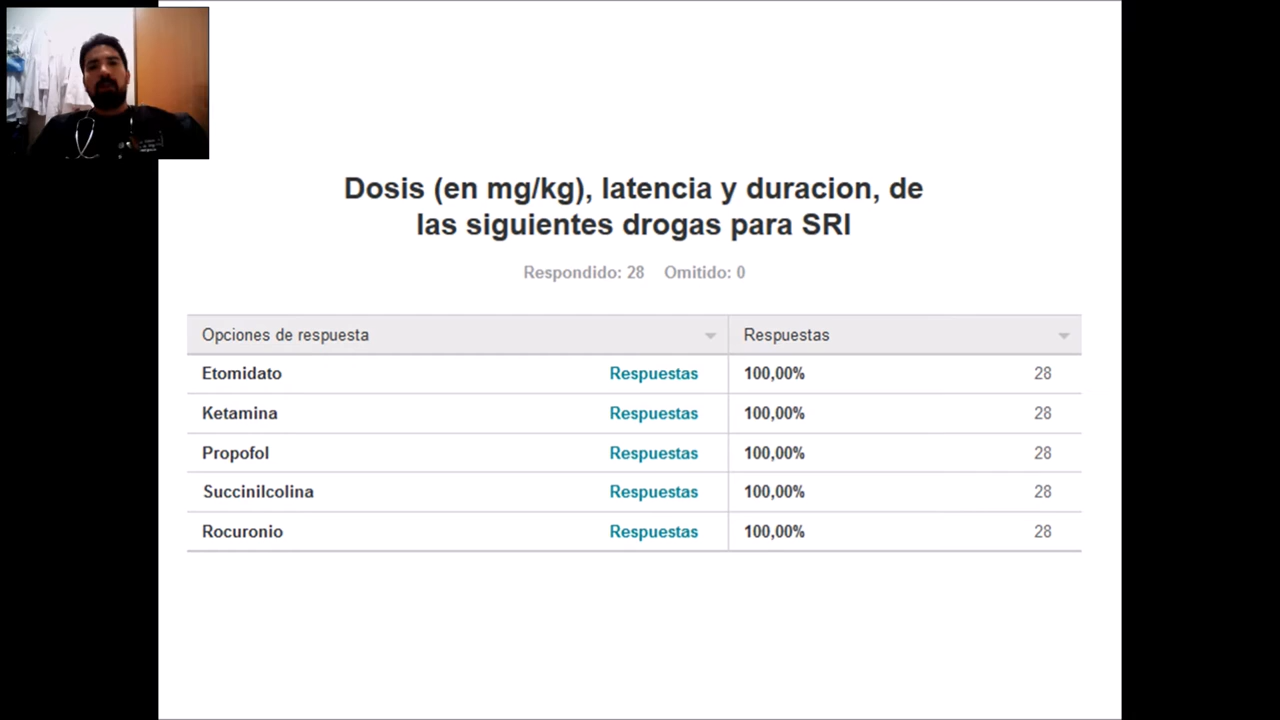 Dosis (en mg/kg), latencia y duracion, de
las siguientes drogas para SRI
Respondido: 28 Omitido: 0
Opciones de respuesta Respuestas
Etomidato Respuestas 100,00% 28
Ketamina Respuestas 100,00% 28
Propofol Respuestas 100,00% 28
Succinilcolina Respuestas 100,00% 28
Rocuronio Respuestas 100,00% 28